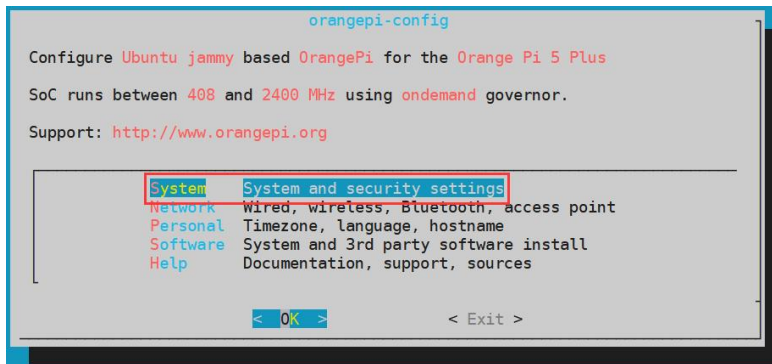 orangepi-config
Configure Ubuntu jammy based OrangePi for the Orange Pi 5 Plus
SoC runs between 408 and 2400 MHz using ondemand governor.
Support: http://www.orangepi.org
System System and security settings
Network Wired, wireless, Bluetooth, access point
Personal Timezone, language, hostname
Software System and 3rd party software install
Help Documentation, support, sources
< OK > < Exit >